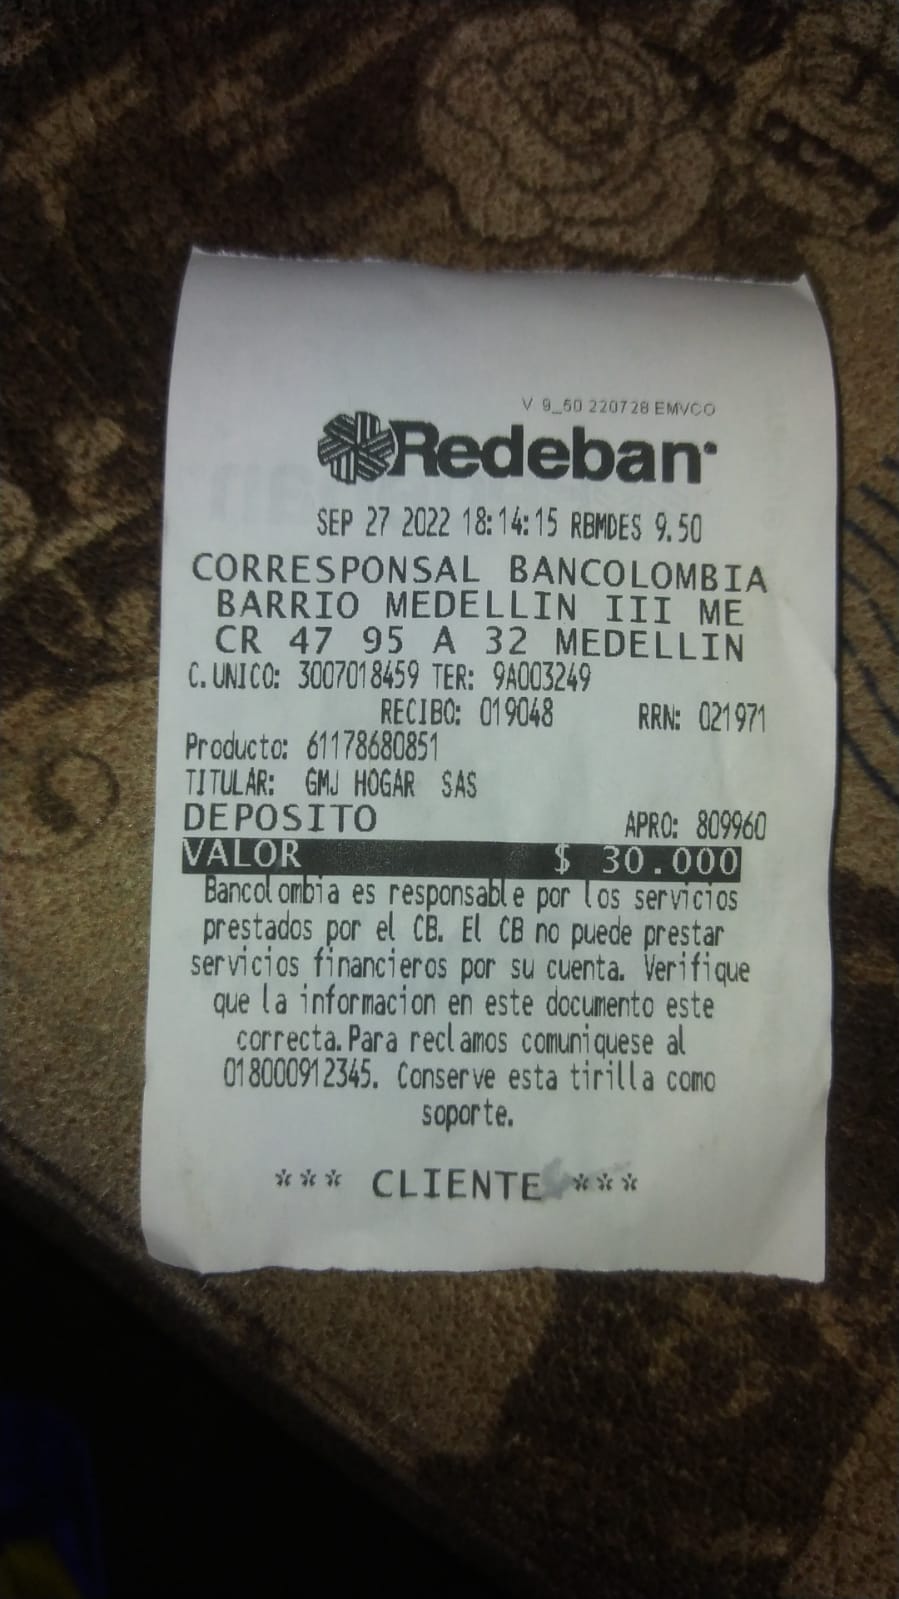 V 9_50 220728 EMVCO
Redeban
SEP 27 2022 18:14:15 RBMDES 9.50
CORRESPONSAL BANCOLOMBIA
BARRIO MEDELLIN III ME
CR 47 95 A 32 MEDELLIN
C.UNICO: 3007018459 TER: 9A003249
RECIBO: 019048 RRN: 021971
Producto: 61178680851
TITULAR: GMJ HOGAR SAS
DEPOSITO APRO: 809960
VALOR $ 30.000
Bancolombia es responsable por los servicios
prestados por el CB. El CB no puede prestar
servicios financieros por su cuenta. Verifique
que la informacion en este documento este
correcta.Para reclamos comuniquese al
018000912345. Conserve esta tirilla como
soporte.
*** CLIENTE ***